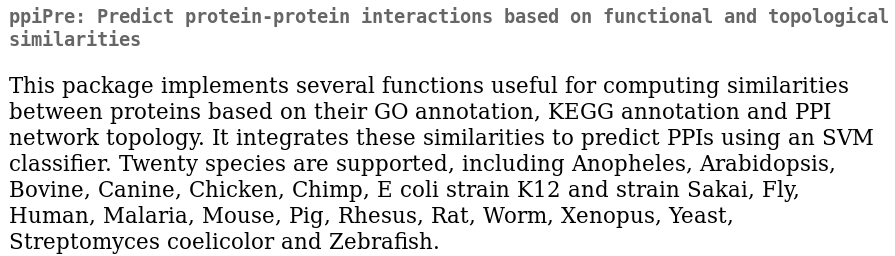 ppiPre: Predict protein-protein interactions based on functional and topological
similarities
This package implements several functions useful for computing similarities
between proteins based on their GO annotation, KEGG annotation and PPI
network topology. It integrates these similarities to predict PPIs using an SVM
classifier. Twenty species are supported, including Anopheles, Arabidopsis,
Bovine, Canine, Chicken, Chimp, E coli strain K12 and strain Sakai, Fly,
Human, Malaria, Mouse, Pig, Rhesus, Rat, Worm, Xenopus, Yeast,
Streptomyces coelicolor and Zebrafish.